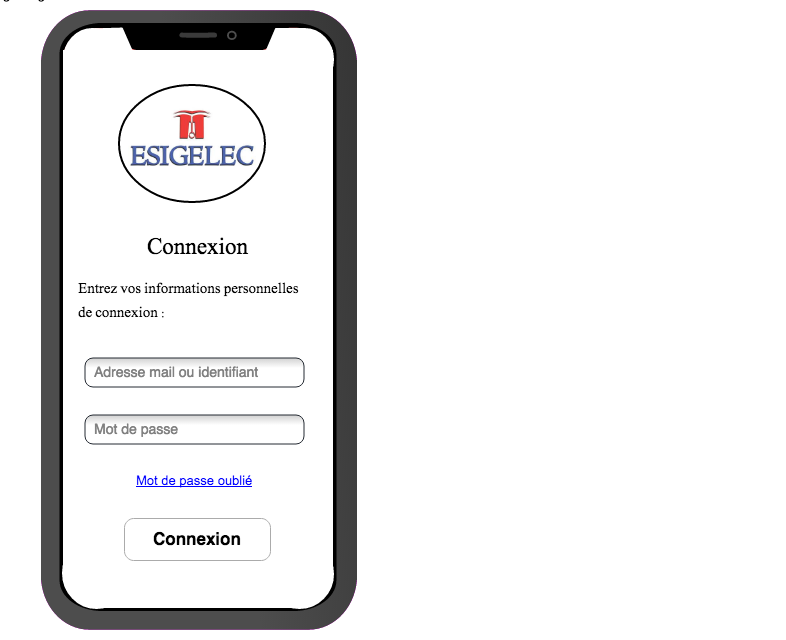 ESIGELEC
Connexion
Entrez vos informations personnelles
de connexion :
Adresse mail ou identifiant
Mot de passe
Mot de passe oublié
Connexion